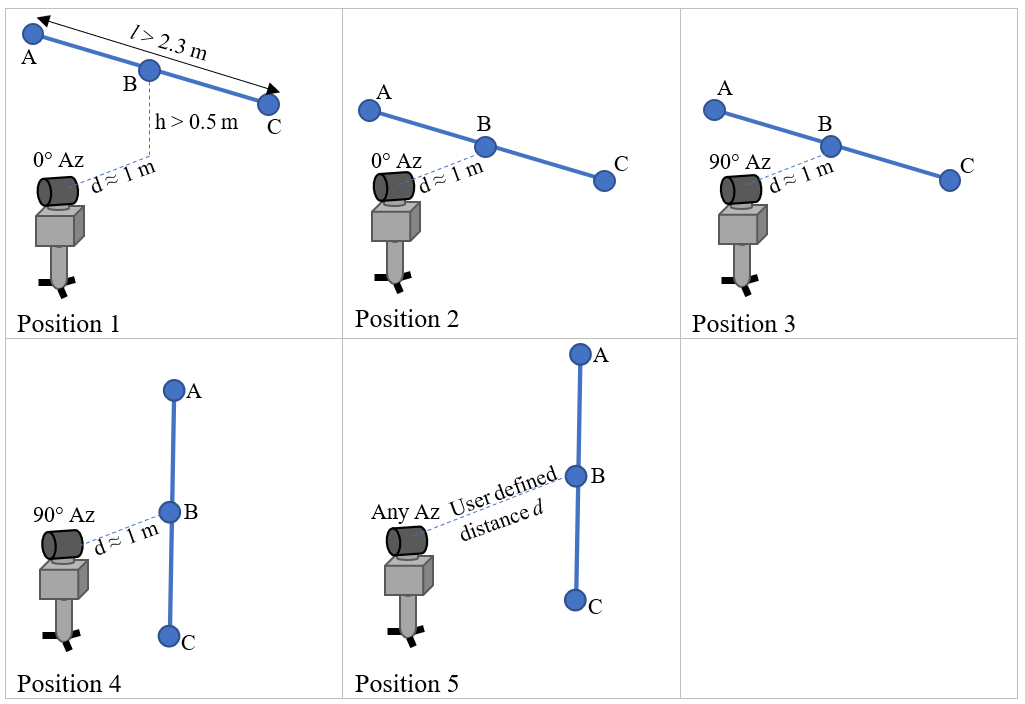 A
l > 2.3 m
B
C
h > 0.5 m
0° Az
d ≈ 1 m
Position 1
A
B
C
0° Az
d ≈ 1 m
Position 2
A
B
C
90° Az
d ≈ 1 m
Position 3
A
B
90° Az
d ≈ 1 m
C
Position 4
A
B
User defined
distance d
Any Az
C
Position 5